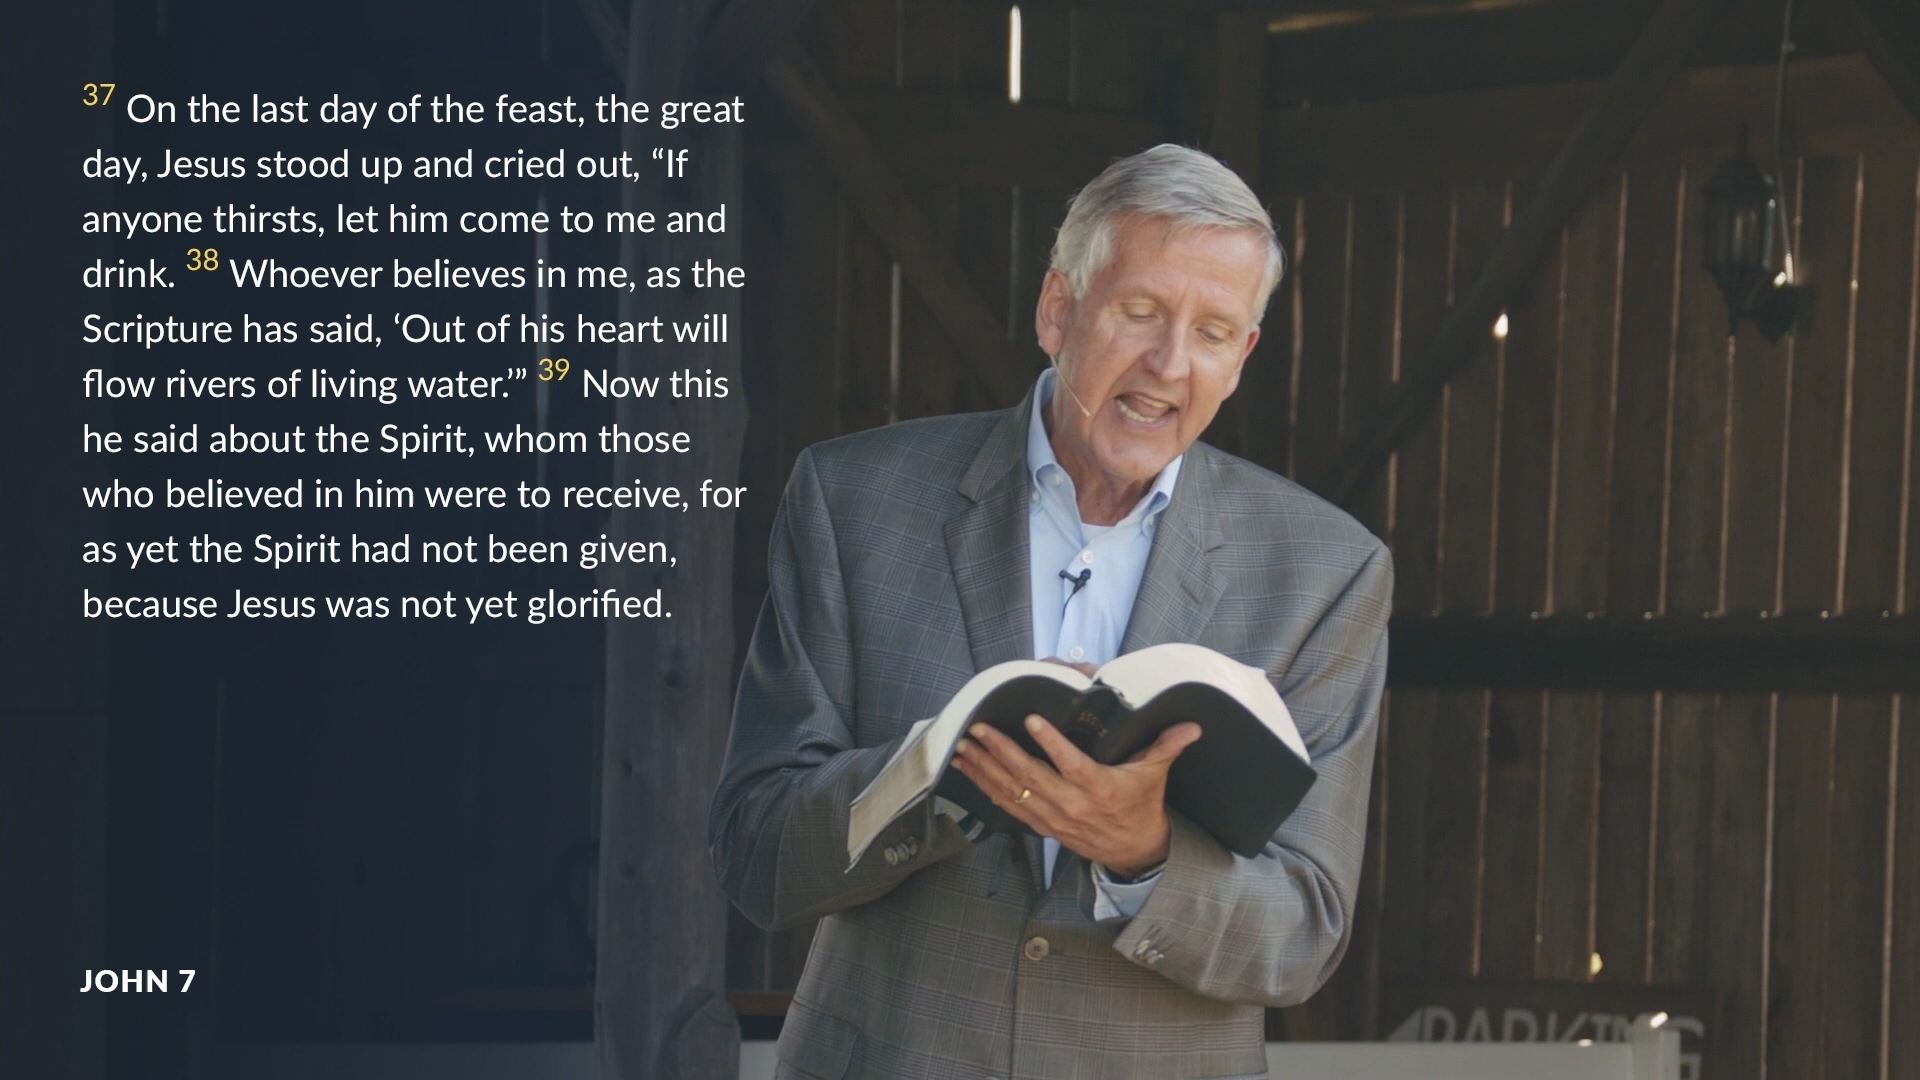 37 On the last day of the feast, the great
day, Jesus stood up and cried out, “If
anyone thirsts, let him come to me and
drink. 38 Whoever believes in me, as the
Scripture has said, ‘Out of his heart will
flow rivers of living water.’” 39 Now this
he said about the Spirit, whom those
who believed in him were to receive, for
as yet the Spirit had not been given,
because Jesus was not yet glorified.
JOHN 7
PARKING